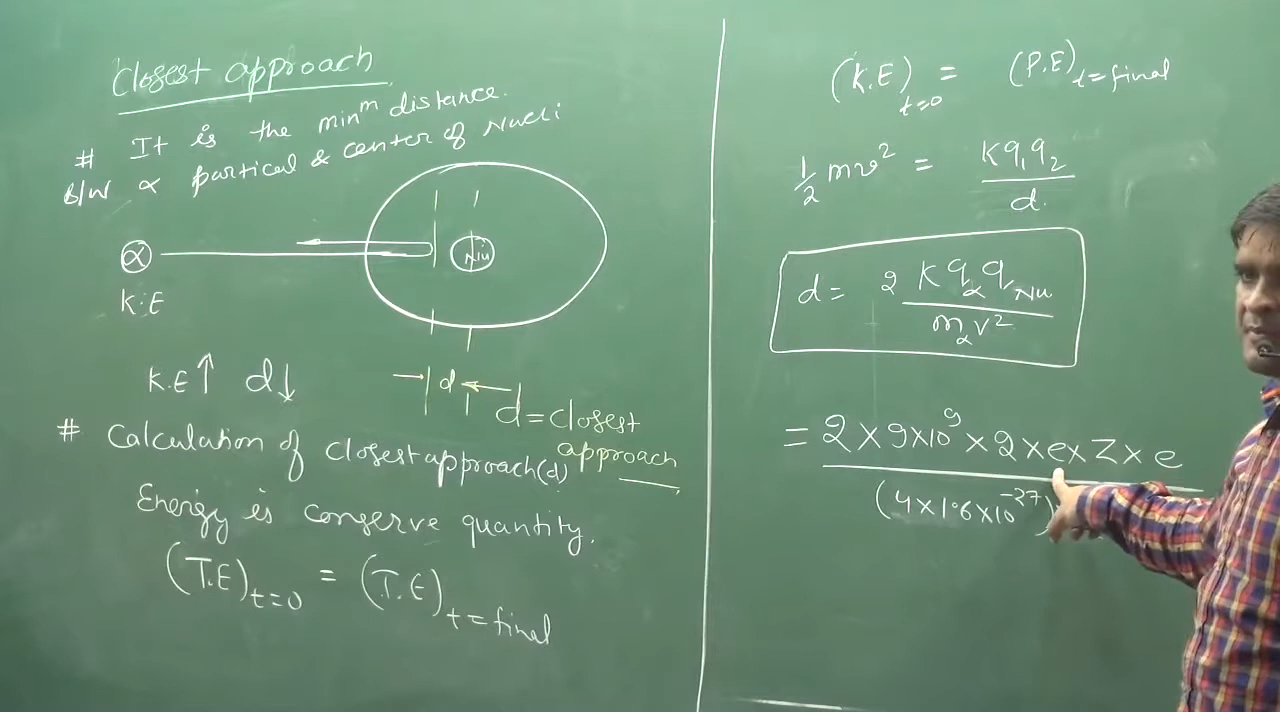 Closest approach
# It is the minᵐ distance.
B/W α partical & center of Nucli
α
Nu
K.E
K.E↑ d↓
d
d = closest
approach
# Calculation of closest approach(d)
Energy is conserve quantity.
(T.E)t=0 = (T.E)t=final
(K.E)t=0 = (P.E)t=final
1/2 mv² = Kq₁q₂/d
d = 2 Kqαq_Nu/mαv²
= 2×9×10⁹×2×e×Z×e
(4×1.6×10⁻²⁷)